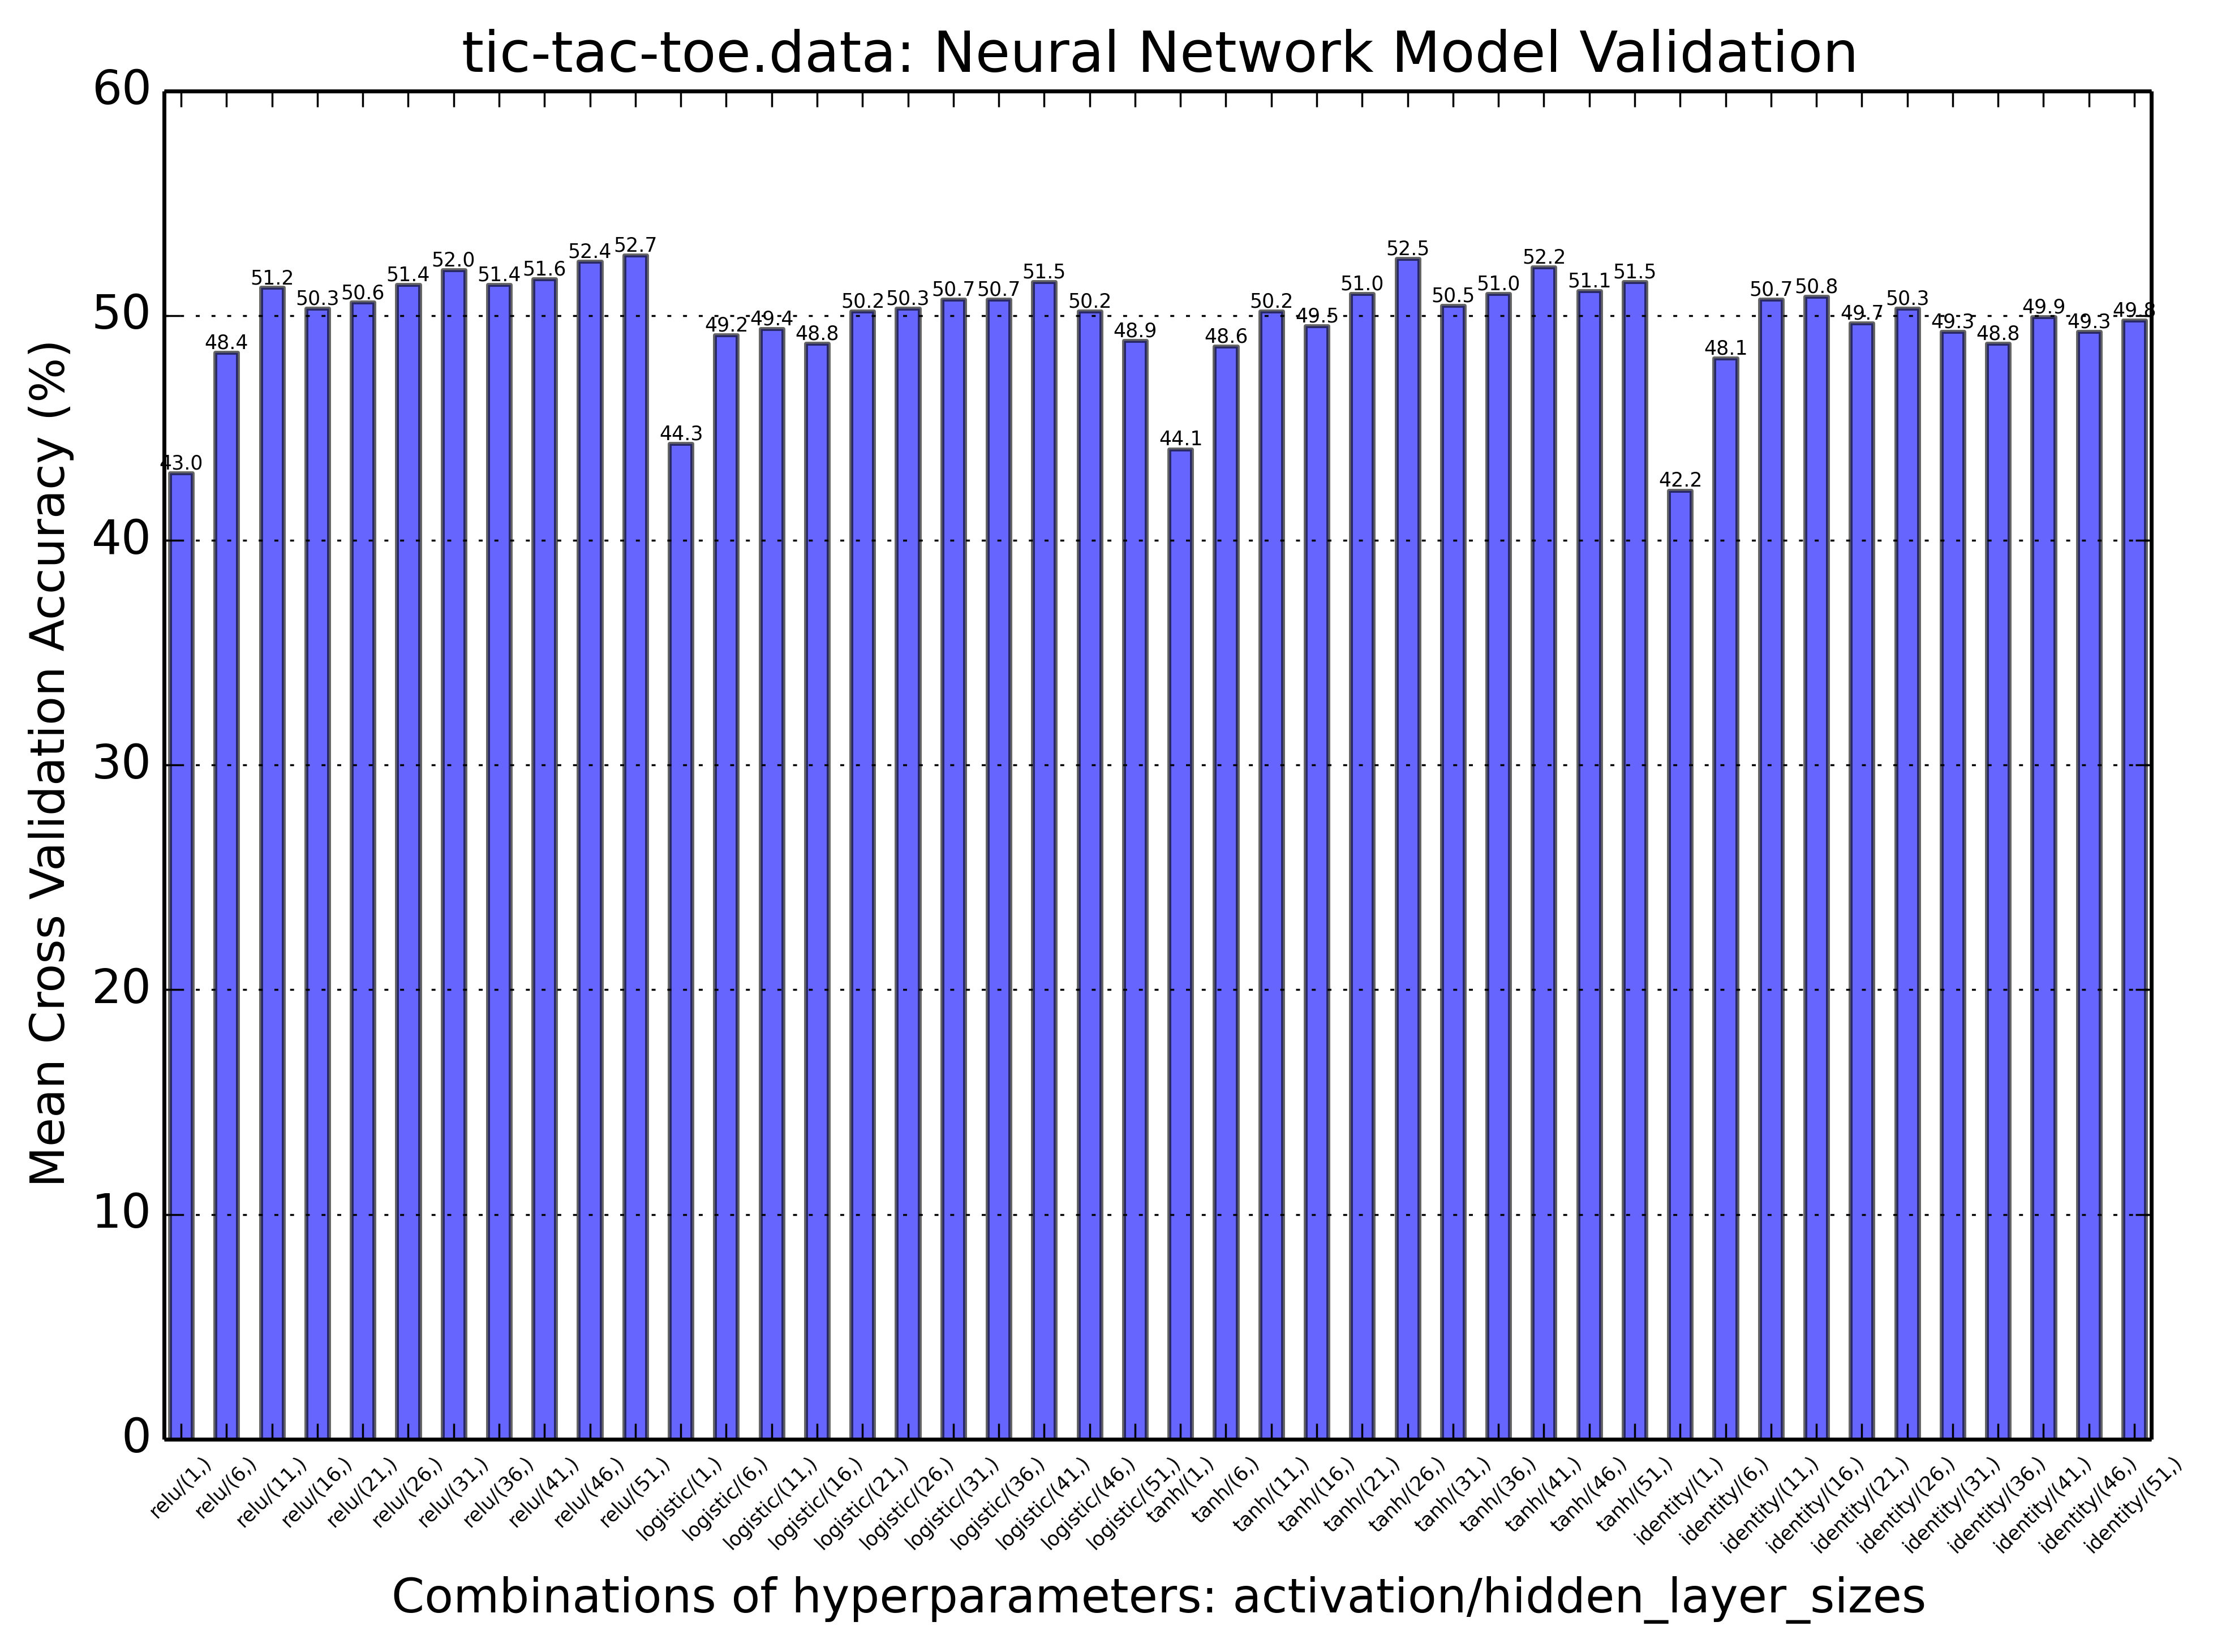 tic-tac-toe.data: Neural Network Model Validation
Mean Cross Validation Accuracy (%)
60
50
40
30
20
10
0
43.0
48.4
51.2
50.3
50.6
51.4
52.0
51.4
51.6
52.4
52.7
44.3
49.2
49.4
48.8
50.2
50.3
50.7
50.7
51.5
50.2
48.9
44.1
48.6
50.2
49.5
51.0
52.5
50.5
51.0
52.2
51.1
51.5
42.2
48.1
50.7
50.8
49.7
50.3
49.3
48.8
49.9
49.3
49.8
relu/(1,)
relu/(6,)
relu/(11,)
relu/(16,)
relu/(21,)
relu/(26,)
relu/(31,)
relu/(36,)
relu/(41,)
relu/(46,)
relu/(51,)
logistic/(1,)
logistic/(6,)
logistic/(11,)
logistic/(16,)
logistic/(21,)
logistic/(26,)
logistic/(31,)
logistic/(36,)
logistic/(41,)
logistic/(46,)
logistic/(51,)
tanh/(1,)
tanh/(6,)
tanh/(11,)
tanh/(16,)
tanh/(21,)
tanh/(26,)
tanh/(31,)
tanh/(36,)
tanh/(41,)
tanh/(46,)
tanh/(51,)
identity/(1,)
identity/(6,)
identity/(11,)
identity/(16,)
identity/(21,)
identity/(26,)
identity/(31,)
identity/(36,)
identity/(41,)
identity/(46,)
identity/(51,)
Combinations of hyperparameters: activation/hidden_layer_sizes